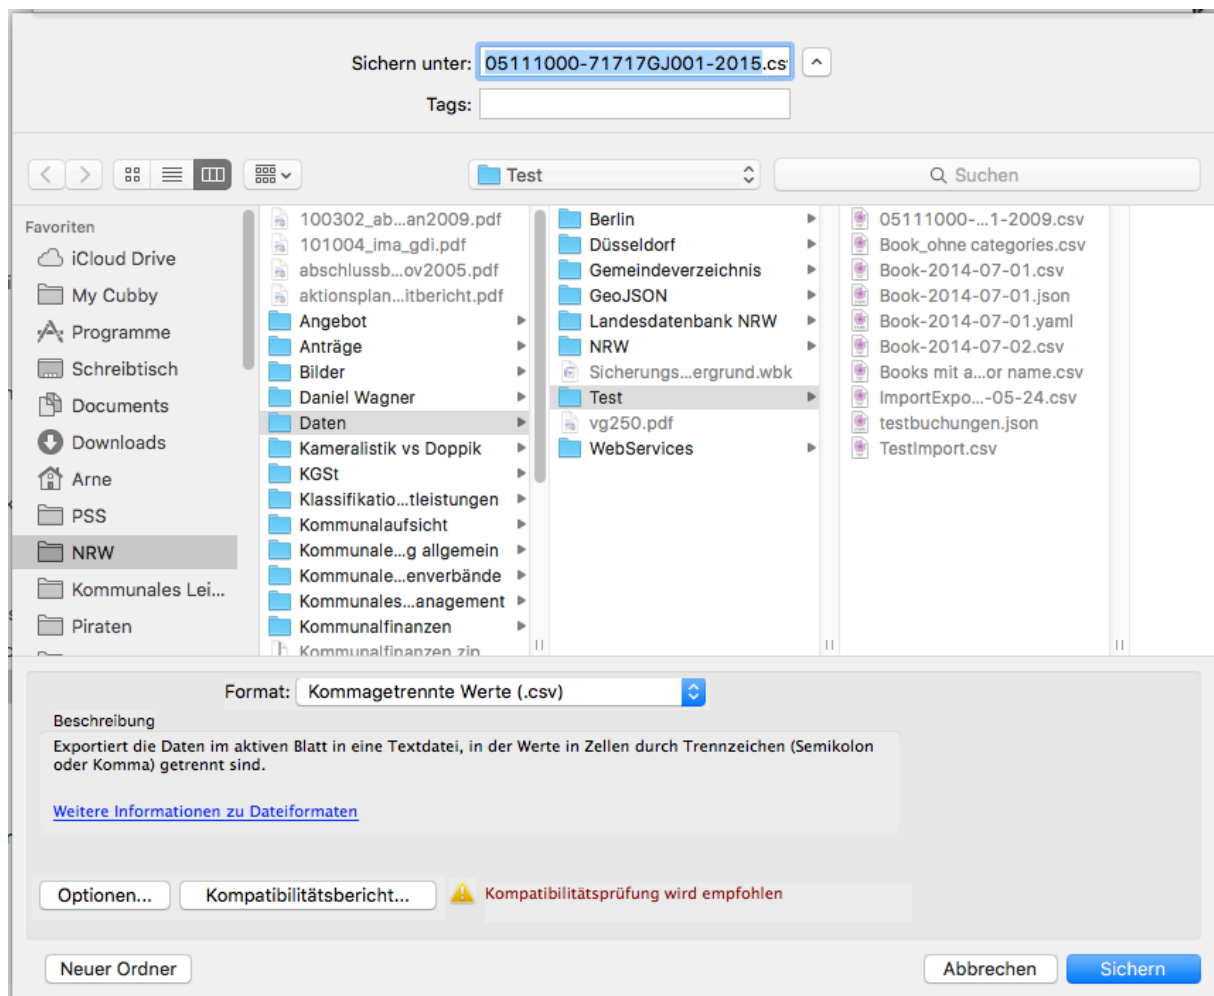 Sichern unter: 05111000-71717GJ001-2015.cs
Tags:
Test
Suchen
Favoriten
iCloud Drive
My Cubby
Programme
Schreibtisch
Documents
Downloads
Arne
PSS
NRW
Kommunales Lei...
Piraten
100302_ab...an2009.pdf
101004_ima_gdi.pdf
abschlussb...ov2005.pdf
aktionsplan...itbericht.pdf
Angebot
Anträge
Bilder
Daniel Wagner
Daten
Kameralistik vs Doppik
KGSt
Klassifikatio...tleistungen
Kommunalaufsicht
Kommunale...g allgemein
Kommunale...enverbände
Kommunales...anagement
Kommunalfinanzen
Kommunalfinanzen.zip
Berlin
Düsseldorf
Gemeindeverzeichnis
GeoJSON
Landesdatenbank NRW
NRW
Sicherungs...ergrund.wbk
Test
vg250.pdf
WebServices
05111000-...1-2009.csv
Book_ohne categories.csv
Book-2014-07-01.csv
Book-2014-07-01.json
Book-2014-07-01.yaml
Book-2014-07-02.csv
Books mit a...or name.csv
ImportExpo...-05-24.csv
testbuchungen.json
TestImport.csv
Format: Kommagetrennte Werte (.csv)
Beschreibung
Exportiert die Daten im aktiven Blatt in eine Textdatei, in der Werte in Zellen durch Trennzeichen (Semikolon
oder Komma) getrennt sind.
Weitere Informationen zu Dateiformaten
Optionen... Kompatibilitätsbericht... Kompatibilitätsprüfung wird empfohlen
Neuer Ordner Abbrechen Sichern